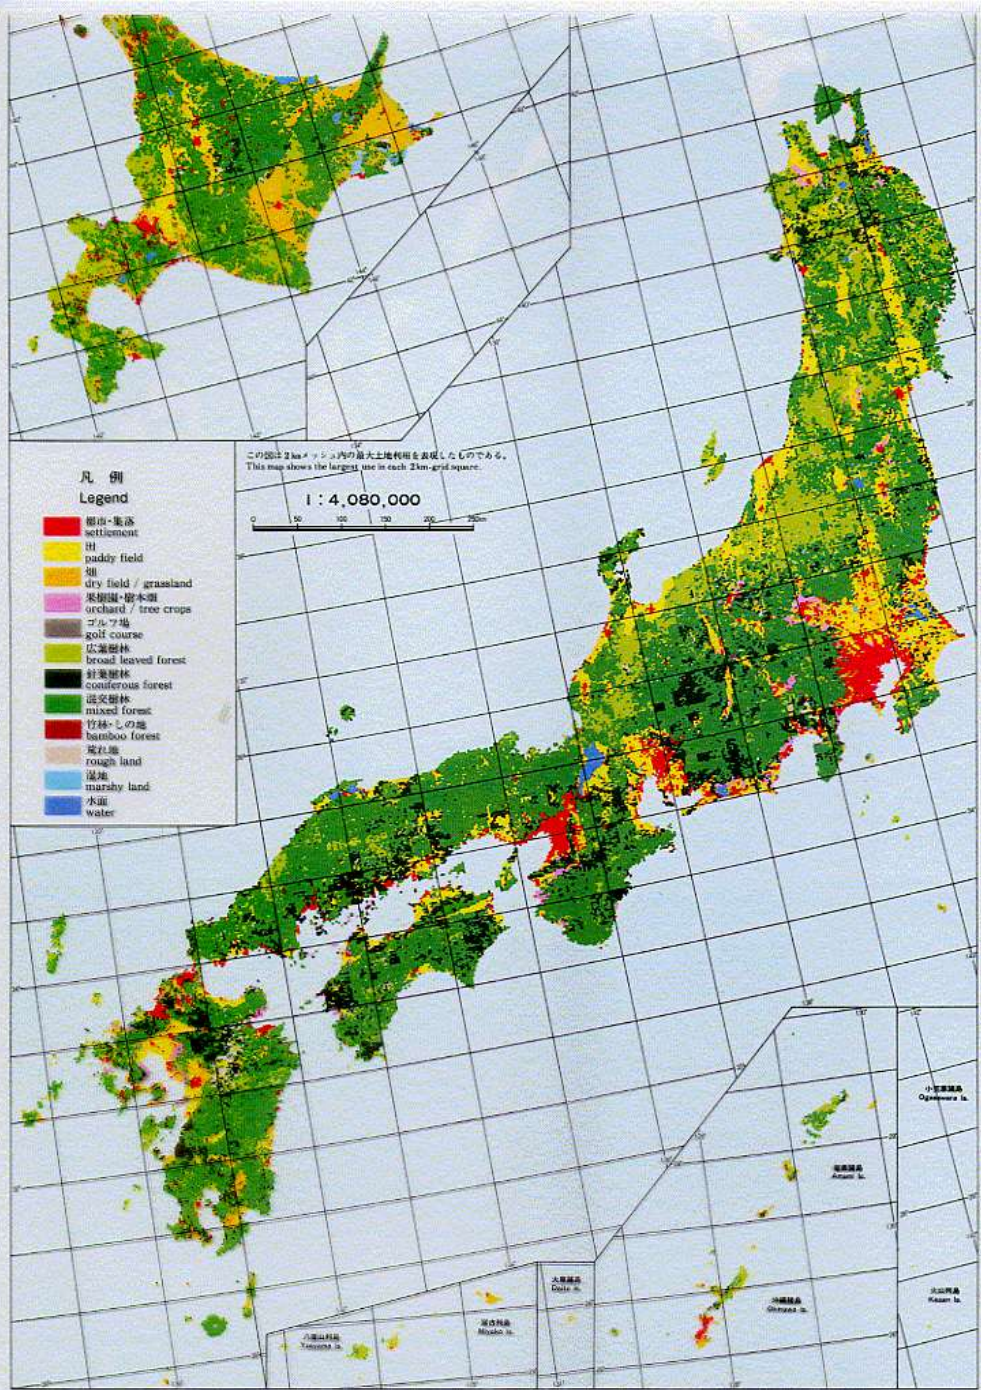 この図は2kmメッシュ内の最大土地利用を表現したものである。
This map shows the largest use in each 2km-grid square.
1:4,080,000
0 50 100 150 200 250km
凡 例
Legend
都市・集落
settlement
田
paddy field
畑
dry field / grassland
果樹園・樹木畑
orchard / tree crops
ゴルフ場
golf course
広葉樹林
broad leaved forest
針葉樹林
coniferous forest
混交樹林
mixed forest
竹林・しの地
bamboo forest
荒れ地
rough land
湿地
marshy land
水面
water
小笠原諸島
Ogasawara Is.
奄美諸島
Amami Is.
大東諸島
Daito Is.
沖縄諸島
Okinawa Is.
火山列島
Kazan Is.
宮古列島
Miyako Is.
八重山列島
Yaeyama Is.